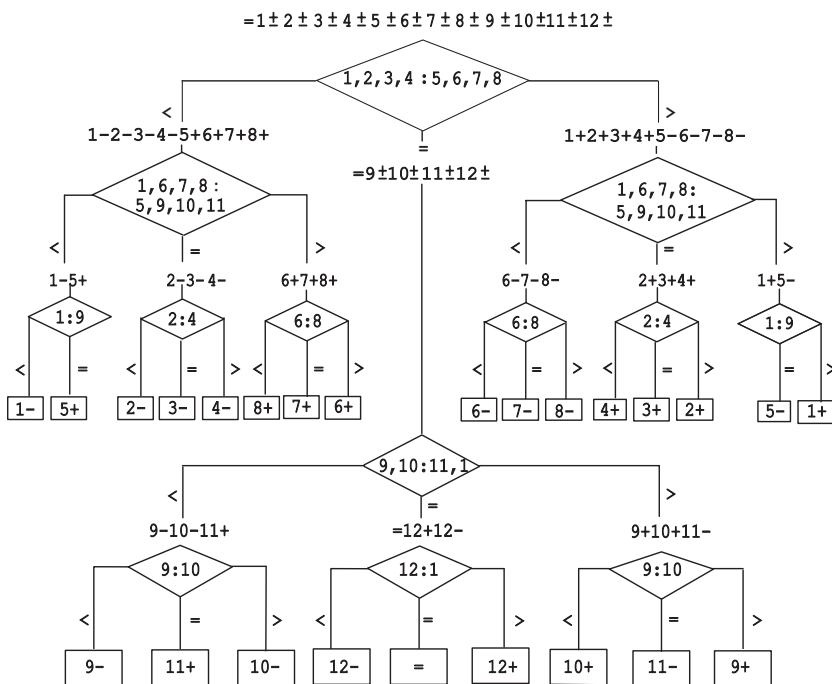 =1±2±3±4±5±6±7±8±9±10±11±12±
1,2,3,4:5,6,7,8
< = >
1-2-3-4-5+6+7+8+
=9±10±11±12±
1+2+3+4+5-6-7-8-
1,6,7,8:
5,9,10,11
1,6,7,8:
5,9,10,11
< = > < = >
1-5+ 2-3-4- 6+7+8+ 6-7-8- 2+3+4+ 1+5-
1:9 2:4 6:8 6:8 2:4 1:9
< = < = > < = > < = > < = > = >
1- 5+ 2- 3- 4- 8+ 7+ 6+ 6- 7- 8- 4+ 3+ 2+ 5- 1+
9,10:11,1
< = >
9-10-11+ =12+12- 9+10+11-
9:10 12:1 9:10
< = > < = > < = >
9- 11+ 10- 12- = 12+ 10+ 11- 9+